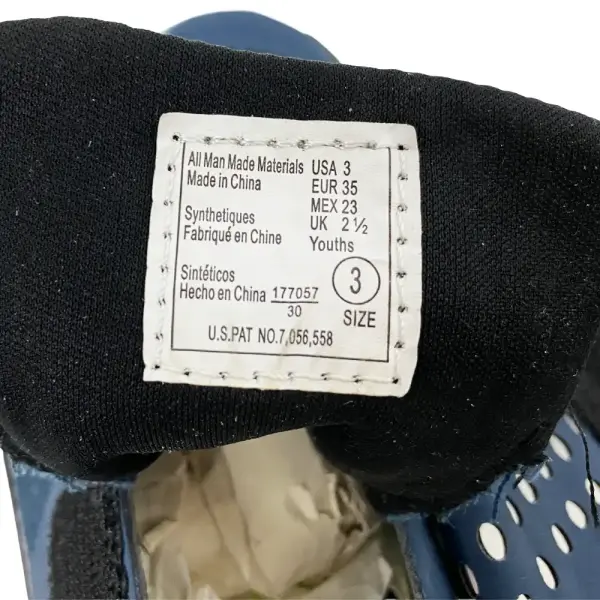 All Man Made Materials
Made in China
Synthetiques
Fabriqué en Chine
Sintéticos
Hecho en China 177057
30
USA 3
EUR 35
MEX 23
UK 2 ½
Youths
3
SIZE
U.S.PAT NO.7,056,558